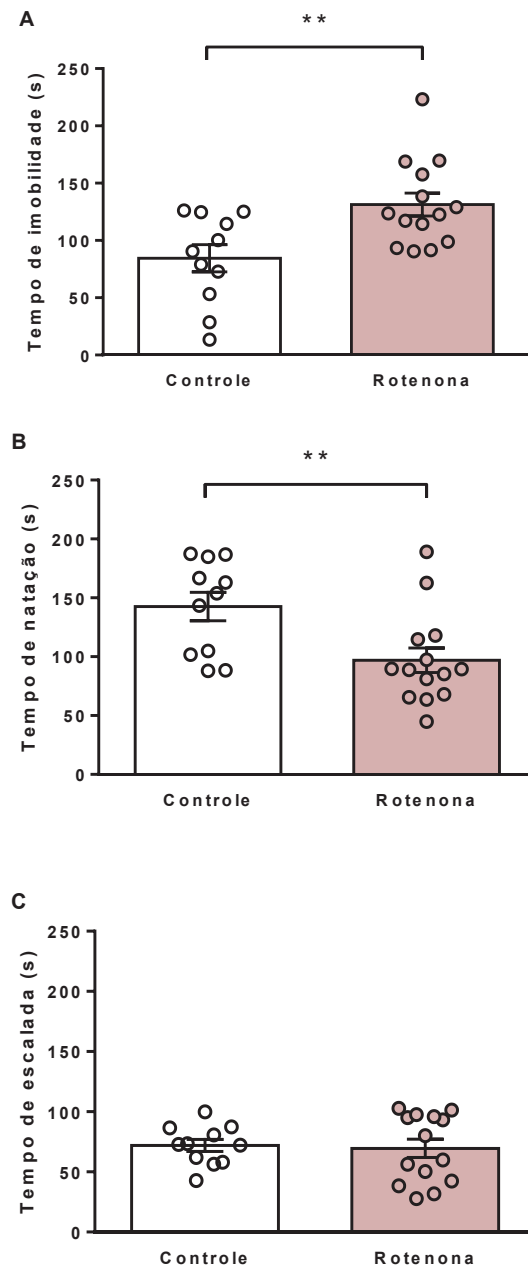 A
**
Tempo de imobilidade (s)
250
200
150
100
50
0
Controle Rotenona
B
**
Tempo de natação (s)
250
200
150
100
50
0
Controle Rotenona
C
Tempo de escalada (s)
250
200
150
100
50
0
Controle Rotenona